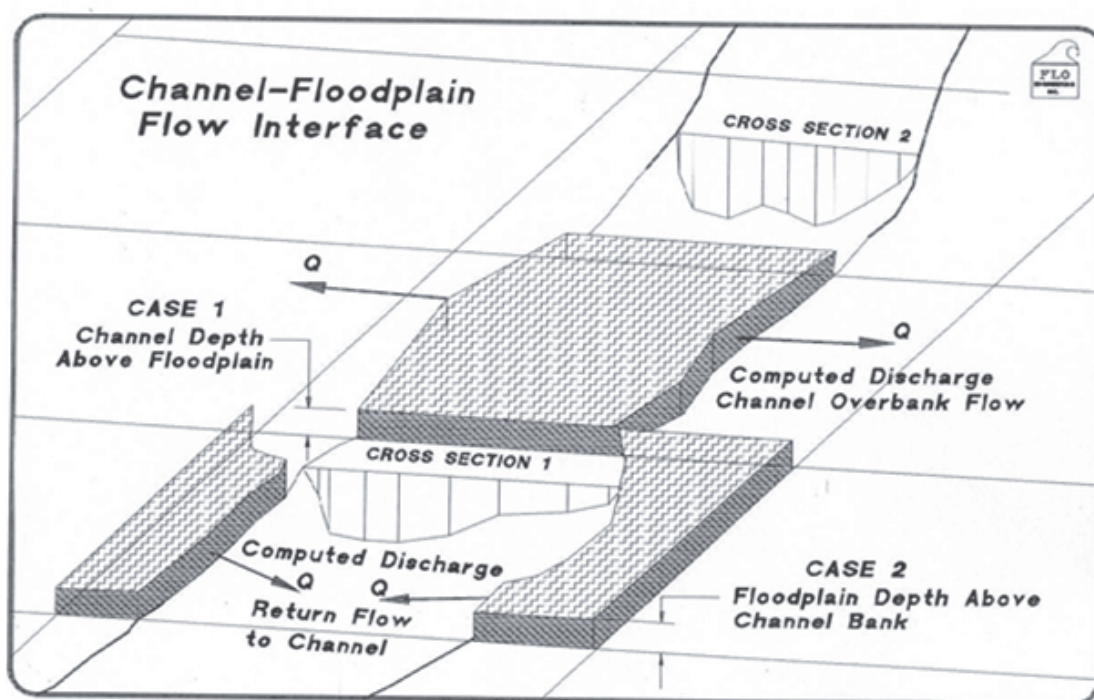 Channel-Floodplain
Flow Interface
FLO
CROSS SECTION 2
Q
CASE 1
Channel Depth
Above Floodplain
Q
Computed Discharge
Channel Overbank Flow
CROSS SECTION 1
Computed Discharge
Q
Q
Return Flow
to Channel
CASE 2
Floodplain Depth Above
Channel Bank